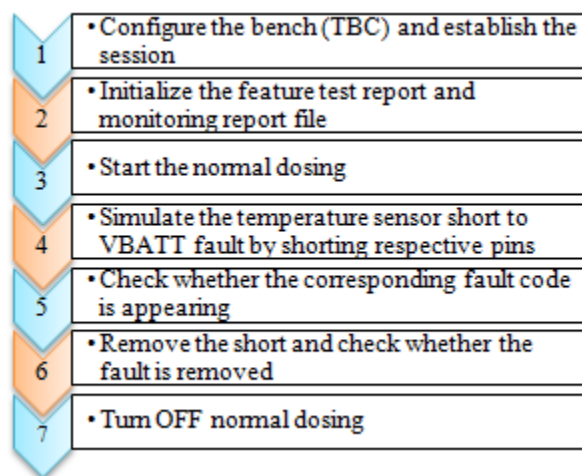 1
• Configure the bench (TBC) and establish the
session
2
• Initialize the feature test report and
monitoring report file
3
• Start the normal dosing
4
• Simulate the temperature sensor short to
VBATT fault by shorting respective pins
5
• Check whether the corresponding fault code
is appearing
6
• Remove the short and check whether the
fault is removed
7
• Turn OFF normal dosing